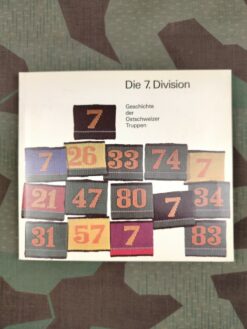 Die 7. Division
Geschichte
der
Ostschweizer
Truppen
7
7 26 33 74 7
21 47 80 7 34
31 57 7 83